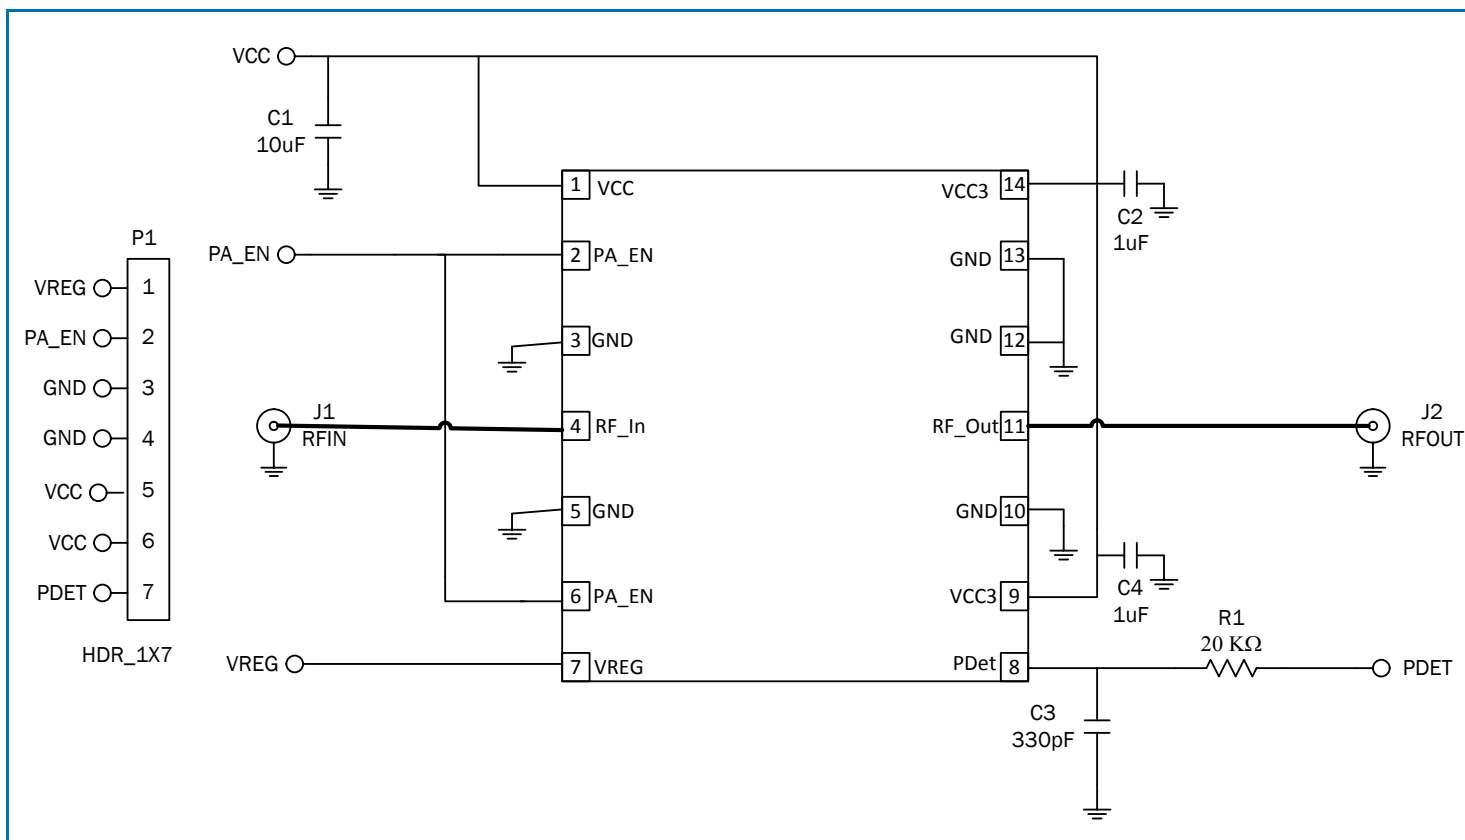 VCC
C1
10uF
1 VCC
VCC3 14
C2
1uF
P1
PA_EN
2 PA_EN
GND 13
VREG 1
PA_EN 2
3 GND
GND 12
GND 3
J1
RFIN
4 RF_In
RF_Out 11
J2
RFOUT
GND 4
VCC 5
5 GND
GND 10
VCC 6
C4
1uF
PDET 7
6 PA_EN
VCC3 9
R1
20 KΩ
HDR_1X7
VREG
7 VREG
PDet 8
PDET
C3
330pF